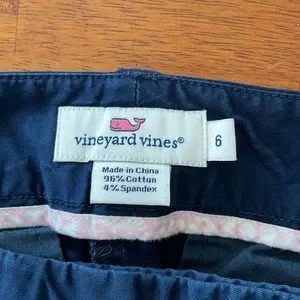 vineyard vines®
6
Made in China
96% Cotton
4% Spandex